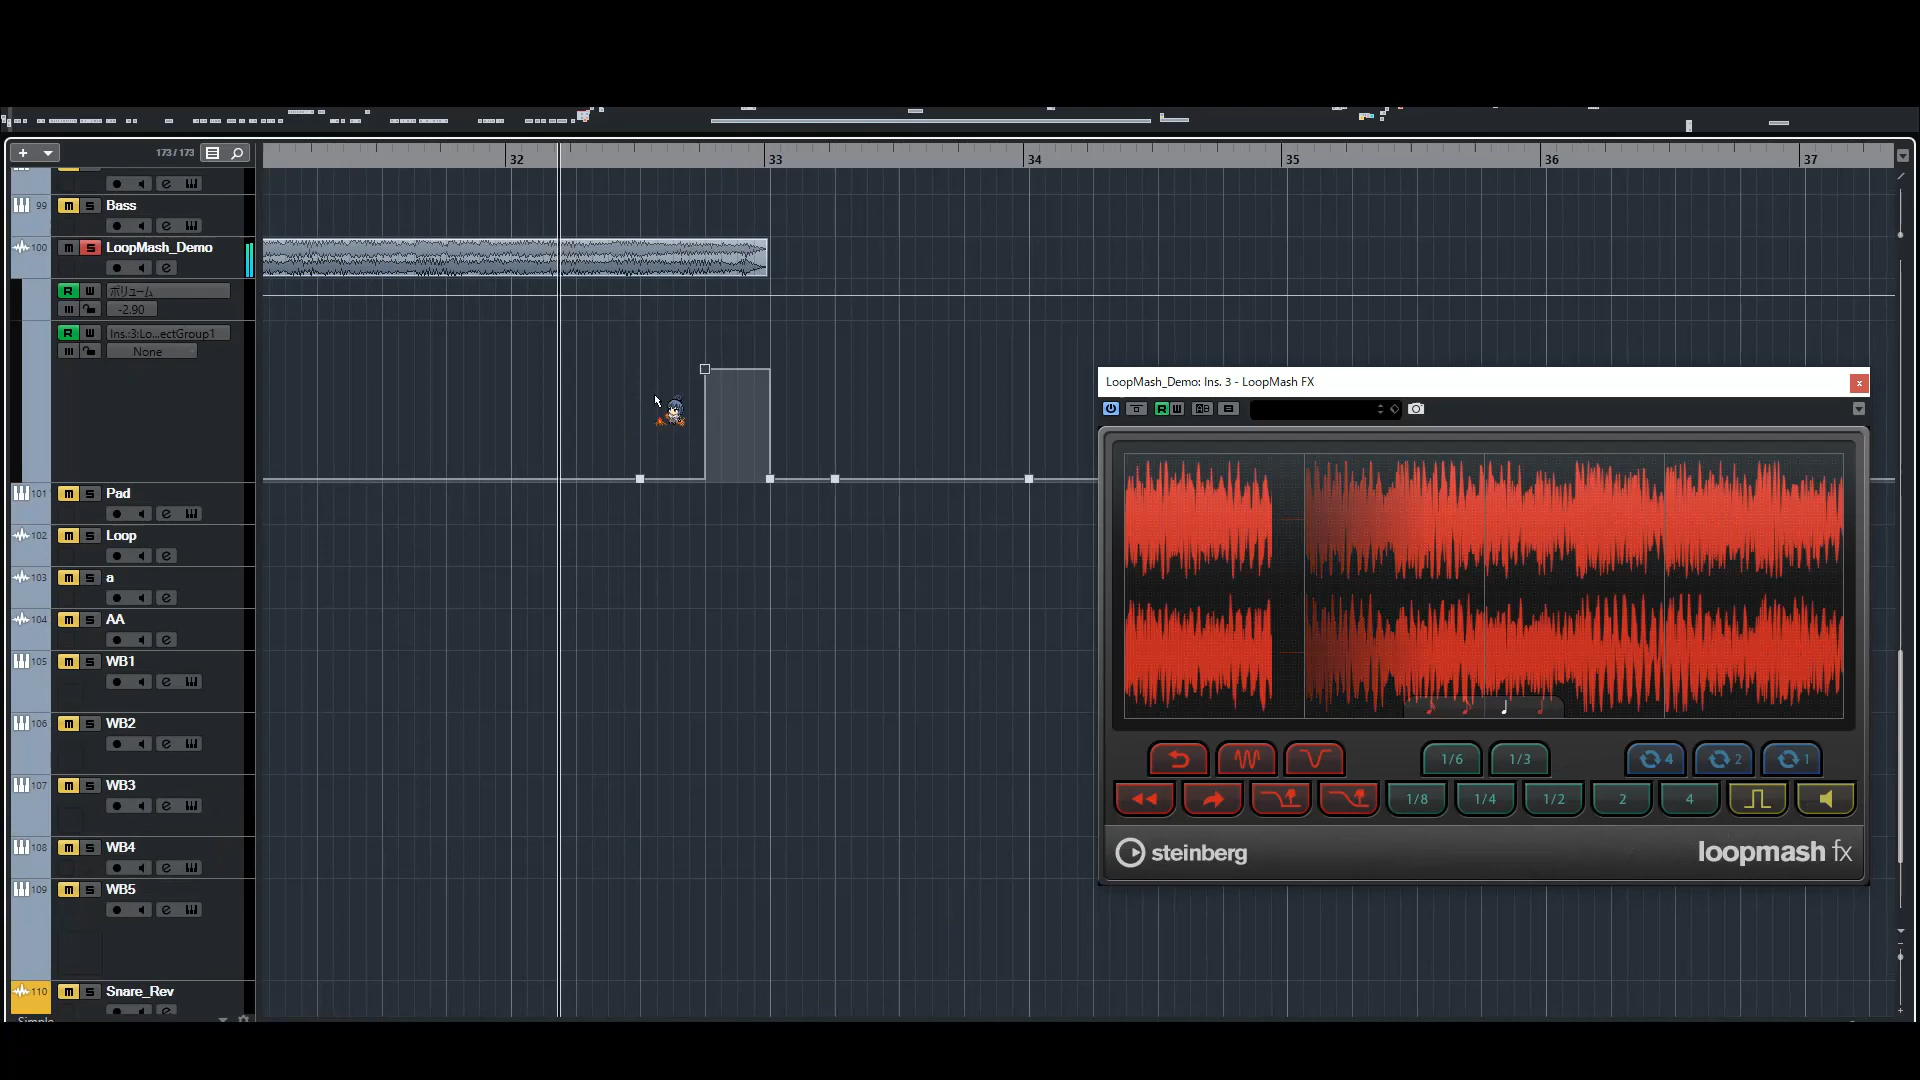 173 / 173
32 33 34 35 36 37
99 m S Bass
e
100 m S LoopMash_Demo
e
R W ボリューム
-2.90
R W Ins.:3:Lo...ectGroup1
None
LoopMash_Demo: Ins. 3 - LoopMash FX
R W
101 m S Pad
e
102 m S Loop
e
103 m S a
e
104 m S AA
e
105 m S WB1
e
106 m S WB2
e
107 m S WB3
e
108 m S WB4
e
109 m S WB5
e
110 m S Snare_Rev
1/6 1/3 4 2 1
1/8 1/4 1/2 2 4
steinberg
loopmash fx